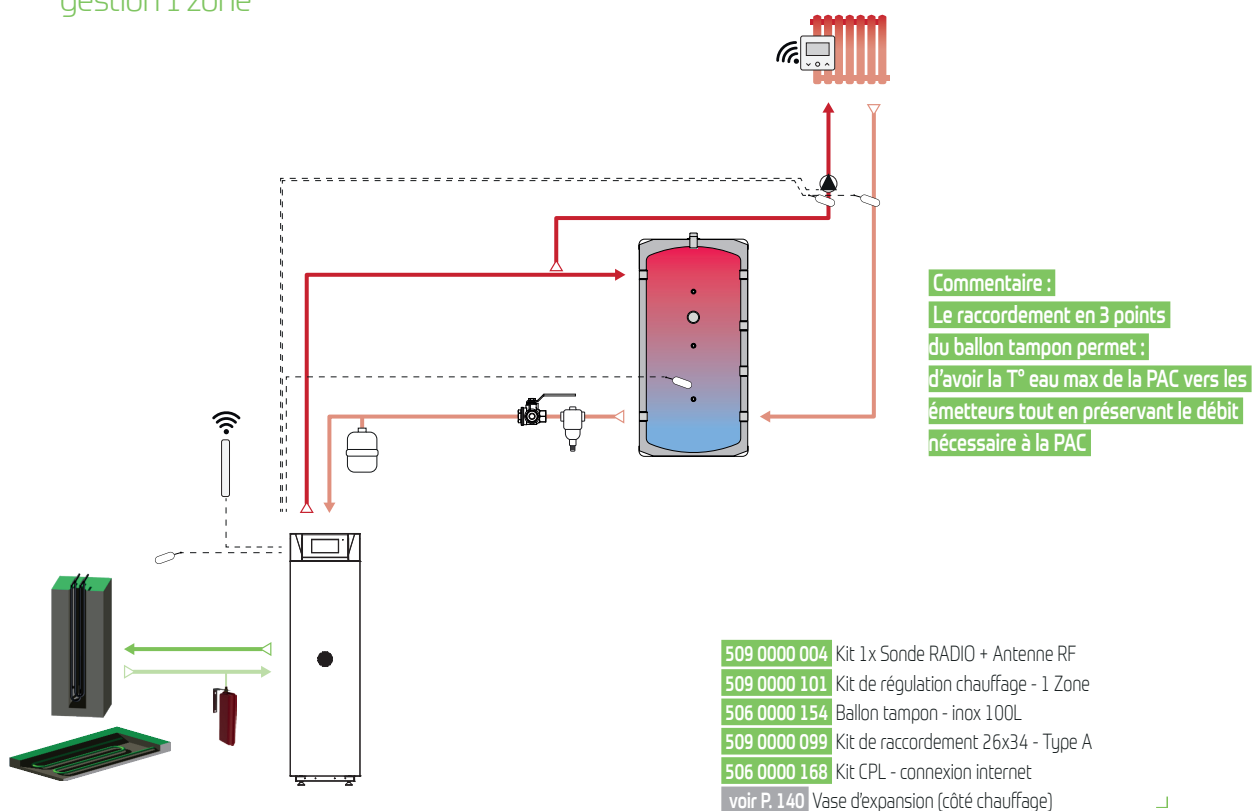 gestion 1 zone
Commentaire :
Le raccordement en 3 points
du ballon tampon permet :
d'avoir la T° eau max de la PAC vers les
émetteurs tout en préservant le débit
nécessaire à la PAC
509 0000 004 Kit 1x Sonde RADIO + Antenne RF
509 0000 101 Kit de régulation chauffage - 1 Zone
506 0000 154 Ballon tampon - inox 100L
509 0000 099 Kit de raccordement 26x34 - Type A
506 0000 168 Kit CPL - connexion internet
voir P. 140 Vase d'expansion (côté chauffage)